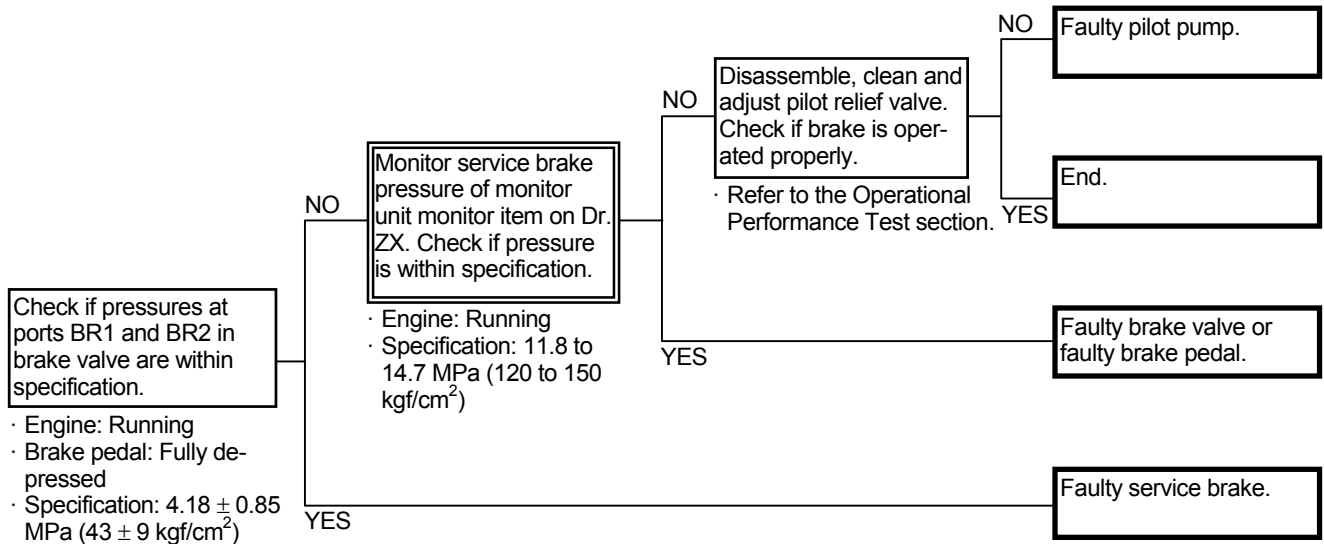 Check if pressures at
ports BR1 and BR2 in
brake valve are within
specification.
· Engine: Running
· Brake pedal: Fully de-
pressed
· Specification: 4.18 ± 0.85
MPa (43 ± 9 kgf/cm²)
NO
YES
Monitor service brake
pressure of monitor
unit monitor item on Dr.
ZX. Check if pressure
is within specification.
· Engine: Running
· Specification: 11.8 to
14.7 MPa (120 to 150
kgf/cm²)
NO
YES
Disassemble, clean and
adjust pilot relief valve.
Check if brake is oper-
ated properly.
· Refer to the Operational
Performance Test section.
NO
YES
Faulty pilot pump.
End.
Faulty brake valve or
faulty brake pedal.
Faulty service brake.